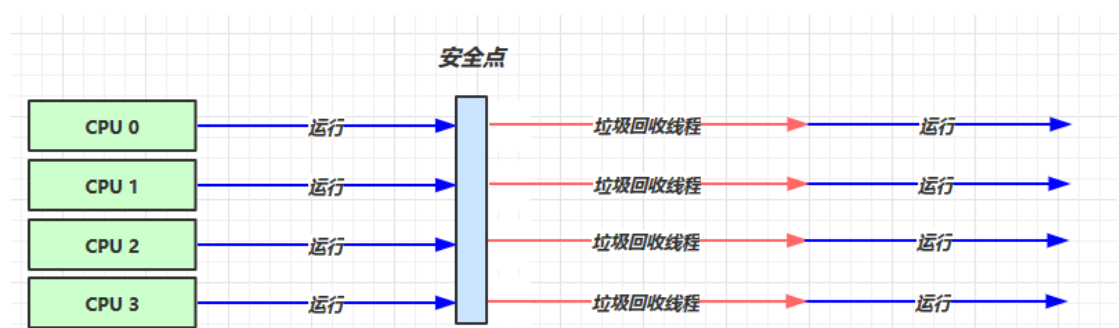 安全点
CPU 0 运行 垃圾回收线程 运行
CPU 1 运行 垃圾回收线程 运行
CPU 2 运行 垃圾回收线程 运行
CPU 3 运行 垃圾回收线程 运行